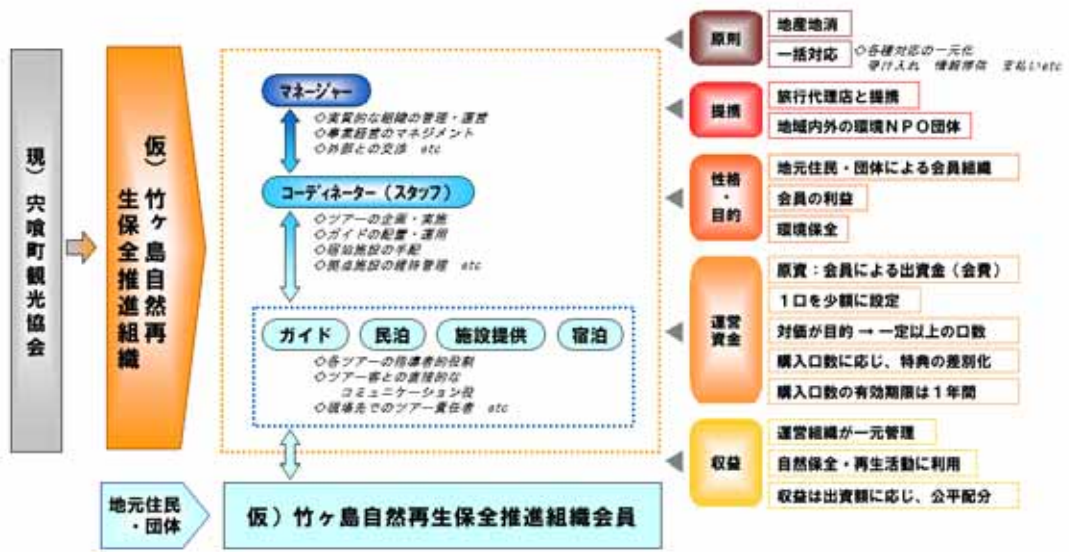 現）宍喰町観光協会
仮）竹ヶ島自然再
生保全推進組織
マネージャー
◇実質的な組織の管理・運営
◇事業経営のマネジメント
◇外部との交渉 etc
コーディネーター（スタッフ）
◇ツアーの企画・実施
◇ガイドの配置・運用
◇宿泊施設の手配
◇拠点施設の維持管理 etc
ガイド
民泊
施設提供
宿泊
◇各ツアーの指導者的役割
◇ツアー客との直接的な
コミュニケーション役
◇現場先でのツアー責任者 etc
地元住民
・団体
仮）竹ヶ島自然再生保全推進組織会員
原則
地産地消
一括対応
◇各種対応の一元化
受け入れ 情報提供 支払いetc
提携
旅行代理店と提携
地域内外の環境ＮＰＯ団体
性格
・
目的
地元住民・団体による会員組織
会員の利益
環境保全
運営
資金
原資：会員による出資金（会費）
１口を少額に設定
対価が目的 → 一定以上の口数
購入口数に応じ、特典の差別化
購入口数の有効期限は１年間
収益
運営組織が一元管理
自然保全・再生活動に利用
収益は出資額に応じ、公平配分